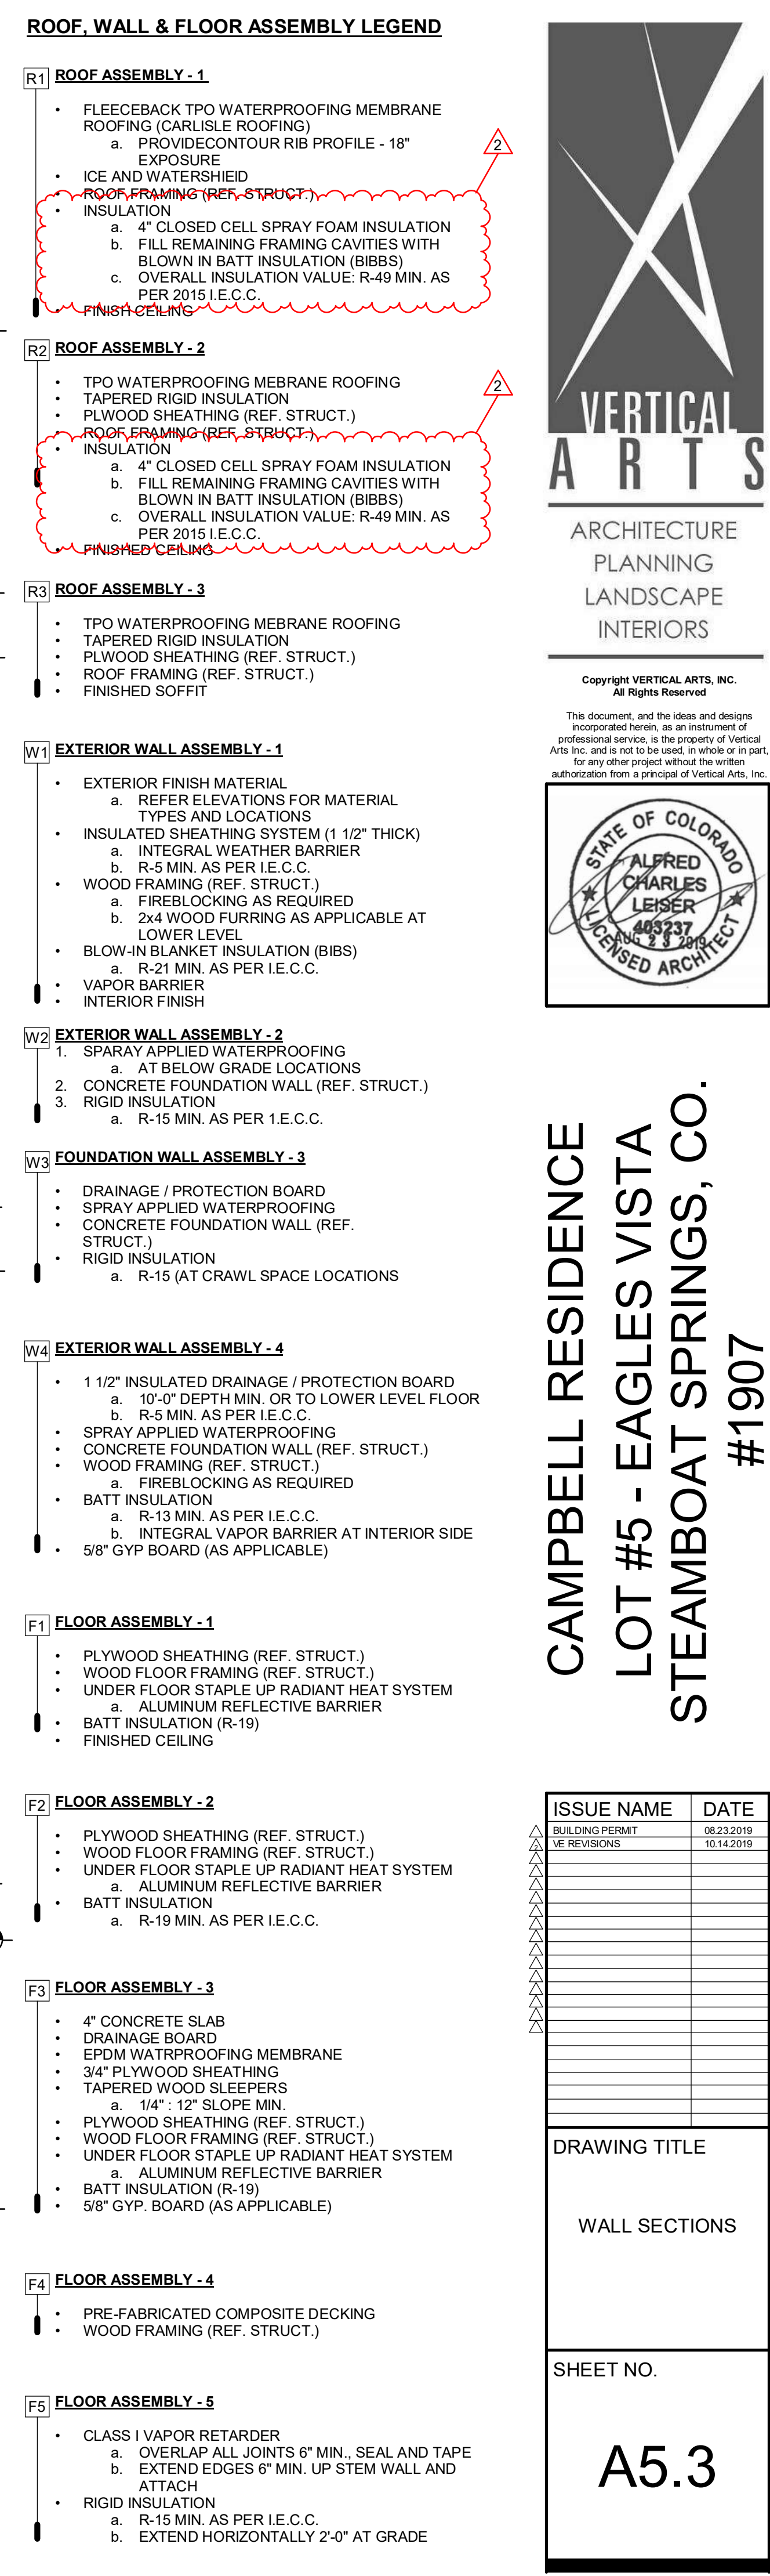 ROOF, WALL & FLOOR ASSEMBLY LEGEND
R1 ROOF ASSEMBLY - 1
• FLEECEBACK TPO WATERPROOFING MEMBRANE
ROOFING (CARLISLE ROOFING)
a. PROVIDECONTOUR RIB PROFILE - 18"
EXPOSURE
• ICE AND WATERSHIEID
• ROOF FRAMING (REF. STRUCT.)
• INSULATION
a. 4" CLOSED CELL SPRAY FOAM INSULATION
b. FILL REMAINING FRAMING CAVITIES WITH
BLOWN IN BATT INSULATION (BIBBS)
c. OVERALL INSULATION VALUE: R-49 MIN. AS
PER 2015 I.E.C.C.
• FINISH CEILING
2
R2 ROOF ASSEMBLY - 2
• TPO WATERPROOFING MEBRANE ROOFING
• TAPERED RIGID INSULATION
• PLWOOD SHEATHING (REF. STRUCT.)
• ROOF FRAMING (REF. STRUCT.)
• INSULATION
a. 4" CLOSED CELL SPRAY FOAM INSULATION
b. FILL REMAINING FRAMING CAVITIES WITH
BLOWN IN BATT INSULATION (BIBBS)
c. OVERALL INSULATION VALUE: R-49 MIN. AS
PER 2015 I.E.C.C.
• FINISHED CEILING
2
R3 ROOF ASSEMBLY - 3
• TPO WATERPROOFING MEBRANE ROOFING
• TAPERED RIGID INSULATION
• PLWOOD SHEATHING (REF. STRUCT.)
• ROOF FRAMING (REF. STRUCT.)
• FINISHED SOFFIT
W1 EXTERIOR WALL ASSEMBLY - 1
• EXTERIOR FINISH MATERIAL
a. REFER ELEVATIONS FOR MATERIAL
TYPES AND LOCATIONS
• INSULATED SHEATHING SYSTEM (1 1/2" THICK)
a. INTEGRAL WEATHER BARRIER
b. R-5 MIN. AS PER I.E.C.C.
• WOOD FRAMING (REF. STRUCT.)
a. FIREBLOCKING AS REQUIRED
b. 2x4 WOOD FURRING AS APPLICABLE AT
LOWER LEVEL
• BLOW-IN BLANKET INSULATION (BIBS)
a. R-21 MIN. AS PER I.E.C.C.
• VAPOR BARRIER
• INTERIOR FINISH
W2 EXTERIOR WALL ASSEMBLY - 2
1. SPARAY APPLIED WATERPROOFING
a. AT BELOW GRADE LOCATIONS
2. CONCRETE FOUNDATION WALL (REF. STRUCT.)
3. RIGID INSULATION
a. R-15 MIN. AS PER 1.E.C.C.
W3 FOUNDATION WALL ASSEMBLY - 3
• DRAINAGE / PROTECTION BOARD
• SPRAY APPLIED WATERPROOFING
• CONCRETE FOUNDATION WALL (REF.
STRUCT.)
• RIGID INSULATION
a. R-15 (AT CRAWL SPACE LOCATIONS
W4 EXTERIOR WALL ASSEMBLY - 4
• 1 1/2" INSULATED DRAINAGE / PROTECTION BOARD
a. 10'-0" DEPTH MIN. OR TO LOWER LEVEL FLOOR
b. R-5 MIN. AS PER I.E.C.C.
• SPRAY APPLIED WATERPROOFING
• CONCRETE FOUNDATION WALL (REF. STRUCT.)
• WOOD FRAMING (REF. STRUCT.)
a. FIREBLOCKING AS REQUIRED
• BATT INSULATION
a. R-13 MIN. AS PER I.E.C.C.
b. INTEGRAL VAPOR BARRIER AT INTERIOR SIDE
• 5/8" GYP BOARD (AS APPLICABLE)
F1 FLOOR ASSEMBLY - 1
• PLYWOOD SHEATHING (REF. STRUCT.)
• WOOD FLOOR FRAMING (REF. STRUCT.)
• UNDER FLOOR STAPLE UP RADIANT HEAT SYSTEM
a. ALUMINUM REFLECTIVE BARRIER
• BATT INSULATION (R-19)
• FINISHED CEILING
F2 FLOOR ASSEMBLY - 2
• PLYWOOD SHEATHING (REF. STRUCT.)
• WOOD FLOOR FRAMING (REF. STRUCT.)
• UNDER FLOOR STAPLE UP RADIANT HEAT SYSTEM
a. ALUMINUM REFLECTIVE BARRIER
• BATT INSULATION
a. R-19 MIN. AS PER I.E.C.C.
F3 FLOOR ASSEMBLY - 3
• 4" CONCRETE SLAB
• DRAINAGE BOARD
• EPDM WATRPROOFING MEMBRANE
• 3/4" PLYWOOD SHEATHING
• TAPERED WOOD SLEEPERS
a. 1/4" : 12" SLOPE MIN.
• PLYWOOD SHEATHING (REF. STRUCT.)
• WOOD FLOOR FRAMING (REF. STRUCT.)
• UNDER FLOOR STAPLE UP RADIANT HEAT SYSTEM
a. ALUMINUM REFLECTIVE BARRIER
• BATT INSULATION (R-19)
• 5/8" GYP. BOARD (AS APPLICABLE)
F4 FLOOR ASSEMBLY - 4
• PRE-FABRICATED COMPOSITE DECKING
• WOOD FRAMING (REF. STRUCT.)
F5 FLOOR ASSEMBLY - 5
• CLASS I VAPOR RETARDER
a. OVERLAP ALL JOINTS 6" MIN., SEAL AND TAPE
b. EXTEND EDGES 6" MIN. UP STEM WALL AND
ATTACH
• RIGID INSULATION
a. R-15 MIN. AS PER I.E.C.C.
b. EXTEND HORIZONTALLY 2'-0" AT GRADE
VERTICAL
ARTS
ARCHITECTURE
PLANNING
LANDSCAPE
INTERIORS
Copyright VERTICAL ARTS, INC.
All Rights Reserved
This document, and the ideas and designs
incorporated herein, as an instrument of
professional service, is the property of Vertical
Arts Inc. and is not to be used, in whole or in part,
for any other project without the written
authorization from a principal of Vertical Arts, Inc.
STATE OF COLORADO
ALFRED
CHARLES
LEISER
403237
AUG 23 2019
LICENSED ARCHITECT
CAMPBELL RESIDENCE
LOT #5 - EAGLES VISTA
STEAMBOAT SPRINGS, CO.
#1907
ISSUE NAME DATE
BUILDING PERMIT 08.23.2019
2 VE REVISIONS 10.14.2019
DRAWING TITLE
WALL SECTIONS
SHEET NO.
A5.3